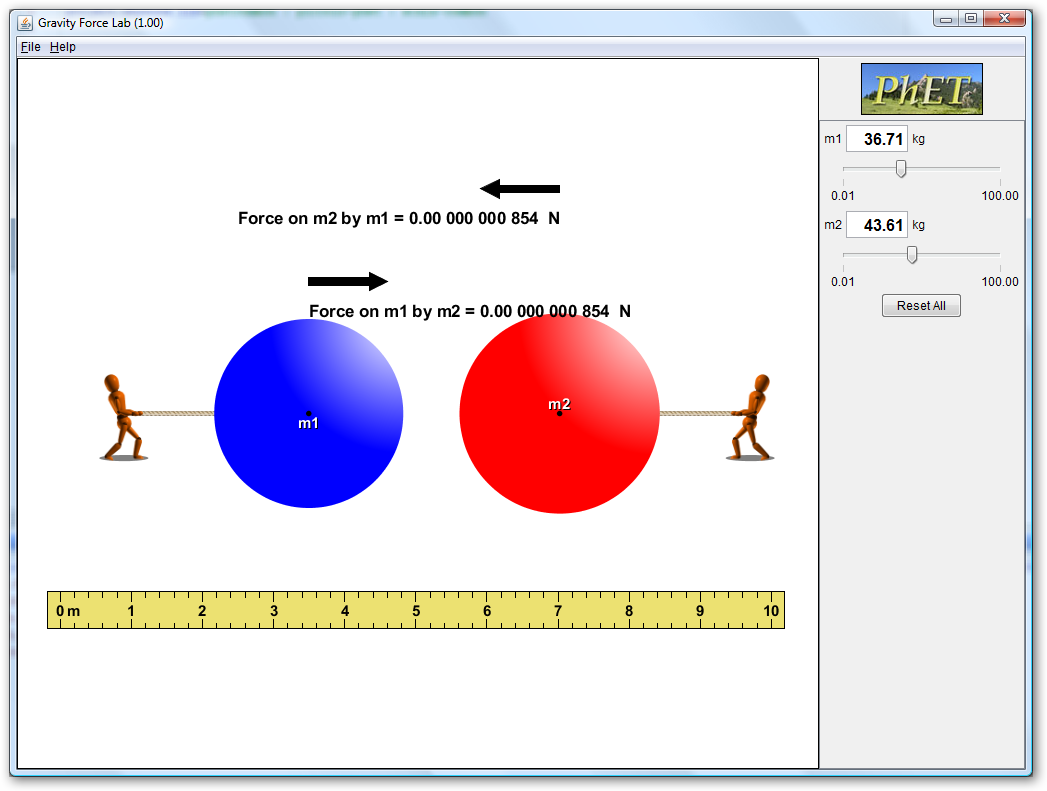 Gravity Force Lab (1.00)
File Help
PhET
m1 36.71 kg
0.01 100.00
m2 43.61 kg
0.01 100.00
Reset All
Force on m2 by m1 = 0.00 000 000 854 N
Force on m1 by m2 = 0.00 000 000 854 N
m1
m2
0 m 1 2 3 4 5 6 7 8 9 10